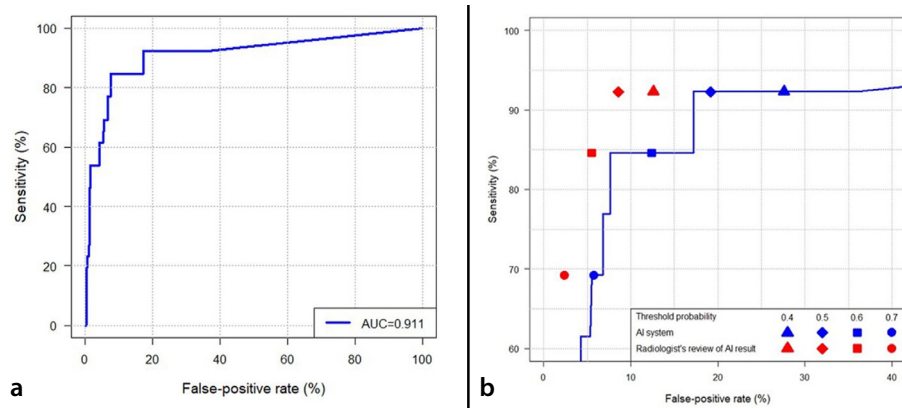 100
80
60
40
20
0
Sensitivity (%)
AUC=0.911
0 20 40 60 80 100
False-positive rate (%)
a
100
90
80
70
60
Sensitivity (%)
Threshold probability 0.4 0.5 0.6 0.7
AI system
Radiologist's review of AI result
0 10 20 30 40
False-positive rate (%)
b